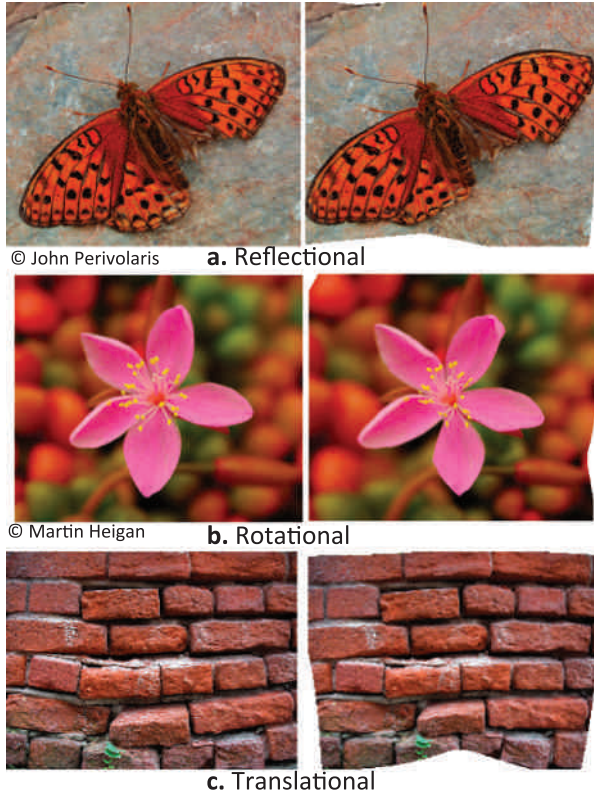 © John Perivolaris
a. Reflectional
© Martin Heigan
b. Rotational
c. Translational